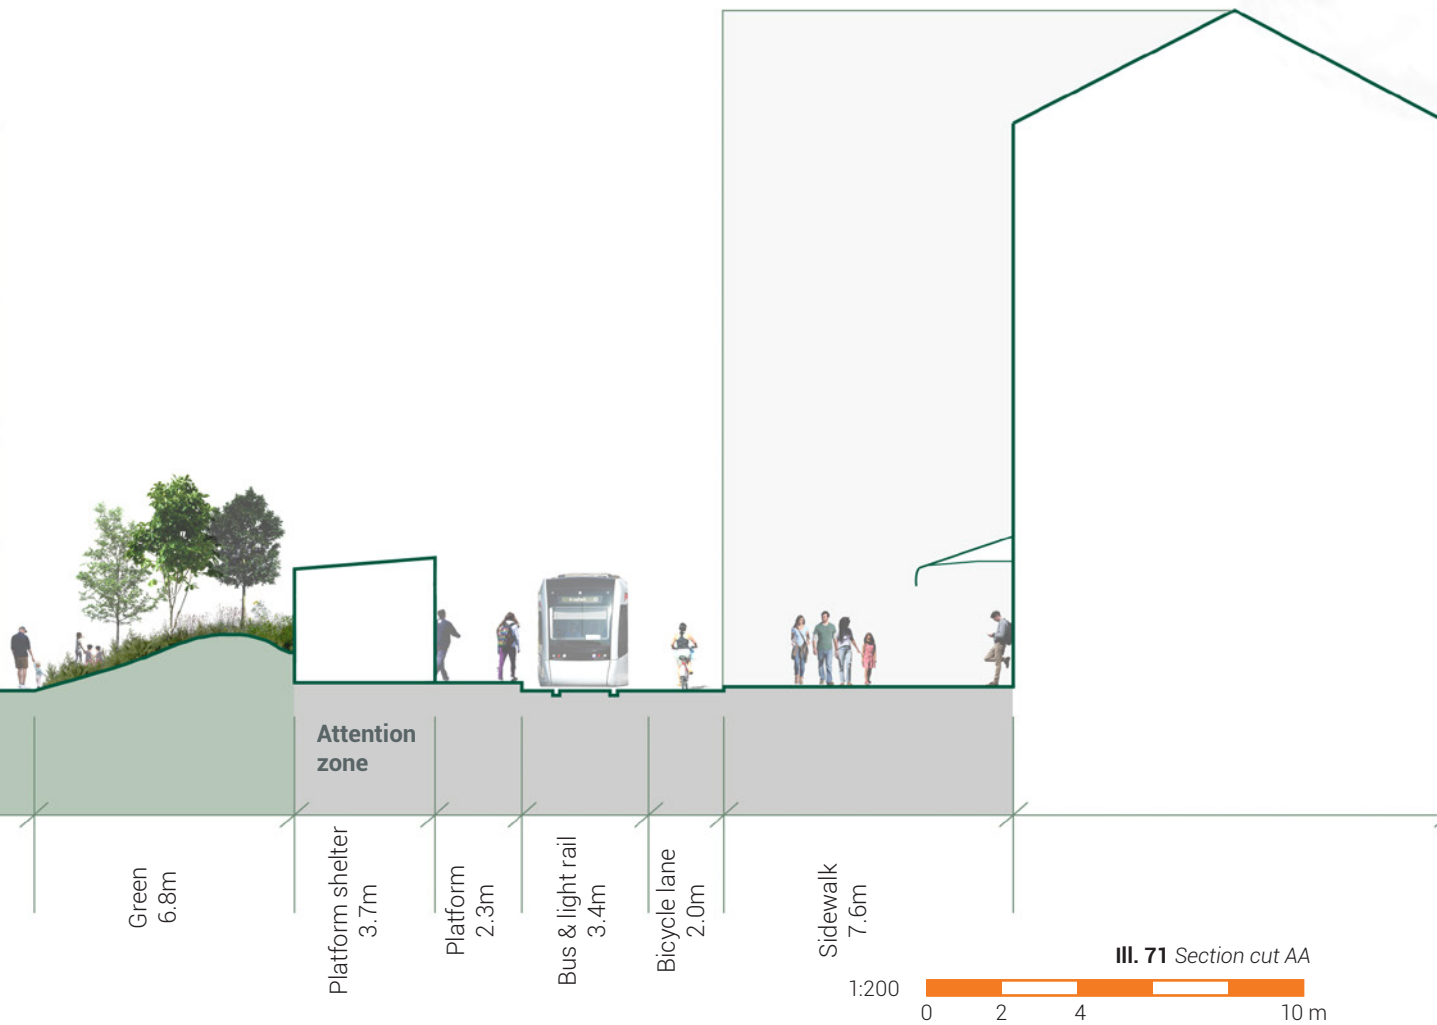 Attention
zone
Green
6.8m
Platform shelter
3.7m
Platform
2.3m
Bus & light rail
3.4m
Bicycle lane
2.0m
Sidewalk
7.6m
Ill. 71 Section cut AA
1:200
0 2 4 10 m